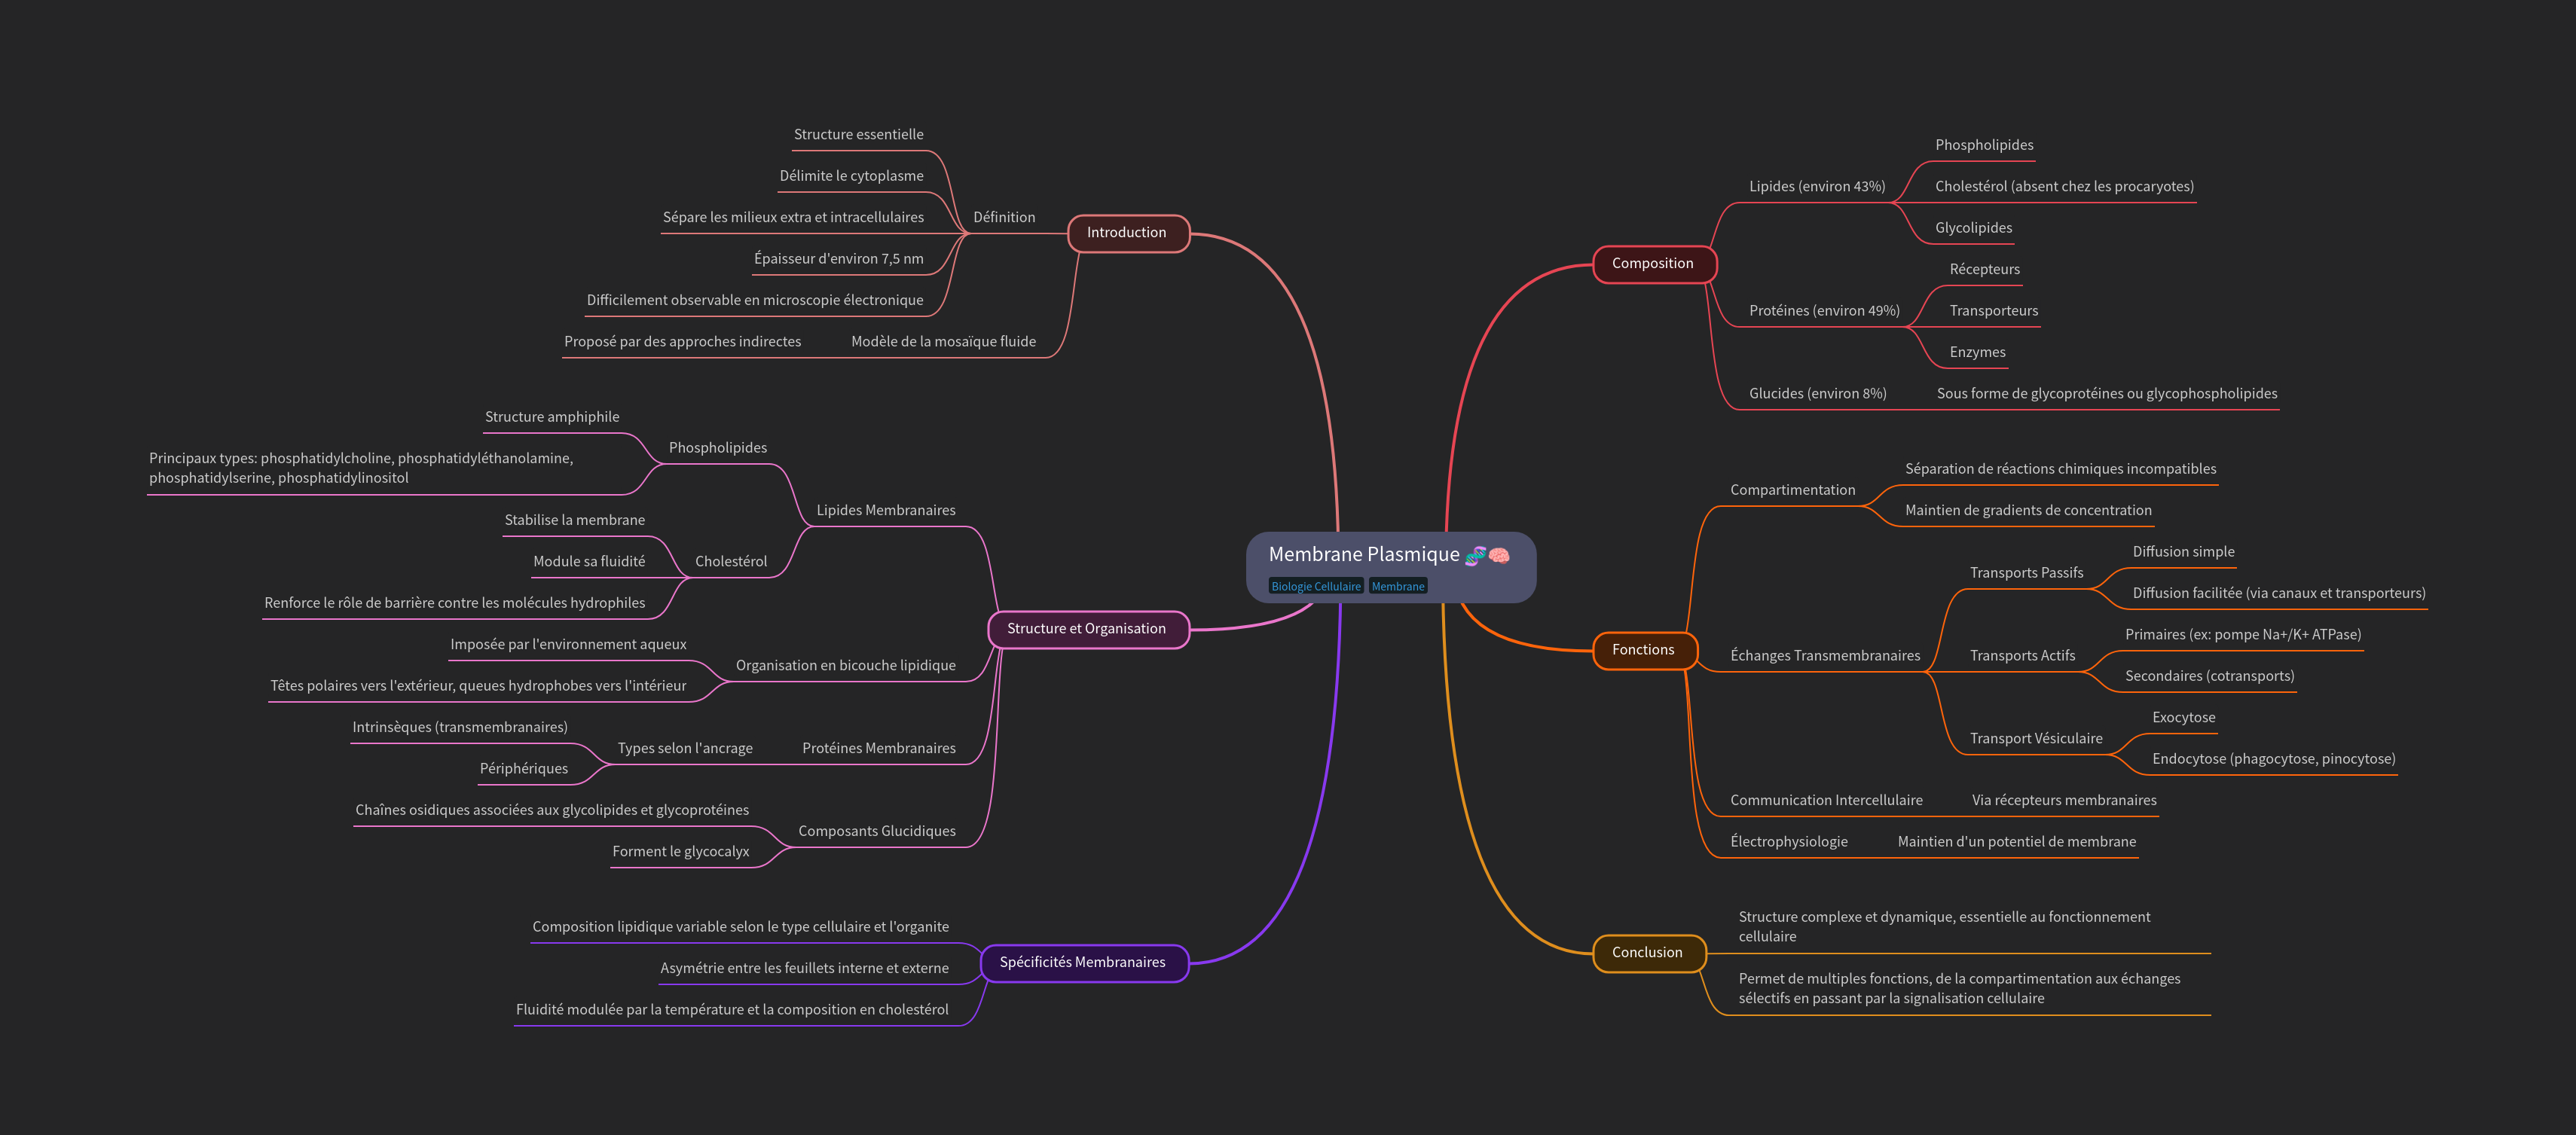 Membrane Plasmique 🧬🧠
Biologie Cellulaire Membrane
Composition
Lipides (environ 43%)
Phospholipides
Cholestérol (absent chez les procaryotes)
Glycolipides
Protéines (environ 49%)
Récepteurs
Transporteurs
Enzymes
Glucides (environ 8%)
Sous forme de glycoprotéines ou glycophospholipides
Fonctions
Compartimentation
Séparation de réactions chimiques incompatibles
Maintien de gradients de concentration
Échanges Transmembranaires
Transports Passifs
Diffusion simple
Diffusion facilitée (via canaux et transporteurs)
Transports Actifs
Primaires (ex: pompe Na+/K+ ATPase)
Secondaires (cotransports)
Transport Vésiculaire
Exocytose
Endocytose (phagocytose, pinocytose)
Communication Intercellulaire
Via récepteurs membranaires
Électrophysiologie
Maintien d'un potentiel de membrane
Conclusion
Structure complexe et dynamique, essentielle au fonctionnement
cellulaire
Permet de multiples fonctions, de la compartimentation aux échanges
sélectifs en passant par la signalisation cellulaire
Introduction
Définition
Structure essentielle
Délimite le cytoplasme
Sépare les milieux extra et intracellulaires
Épaisseur d'environ 7,5 nm
Difficilement observable en microscopie électronique
Modèle de la mosaïque fluide
Proposé par des approches indirectes
Structure et Organisation
Lipides Membranaires
Phospholipides
Structure amphiphile
Principaux types: phosphatidylcholine, phosphatidyléthanolamine,
phosphatidylserine, phosphatidylinositol
Cholestérol
Stabilise la membrane
Module sa fluidité
Renforce le rôle de barrière contre les molécules hydrophiles
Organisation en bicouche lipidique
Imposée par l'environnement aqueux
Têtes polaires vers l'extérieur, queues hydrophobes vers l'intérieur
Protéines Membranaires
Types selon l'ancrage
Intrinsèques (transmembranaires)
Périphériques
Composants Glucidiques
Chaînes osidiques associées aux glycolipides et glycoprotéines
Forment le glycocalyx
Spécificités Membranaires
Composition lipidique variable selon le type cellulaire et l'organite
Asymétrie entre les feuillets interne et externe
Fluidité modulée par la température et la composition en cholestérol